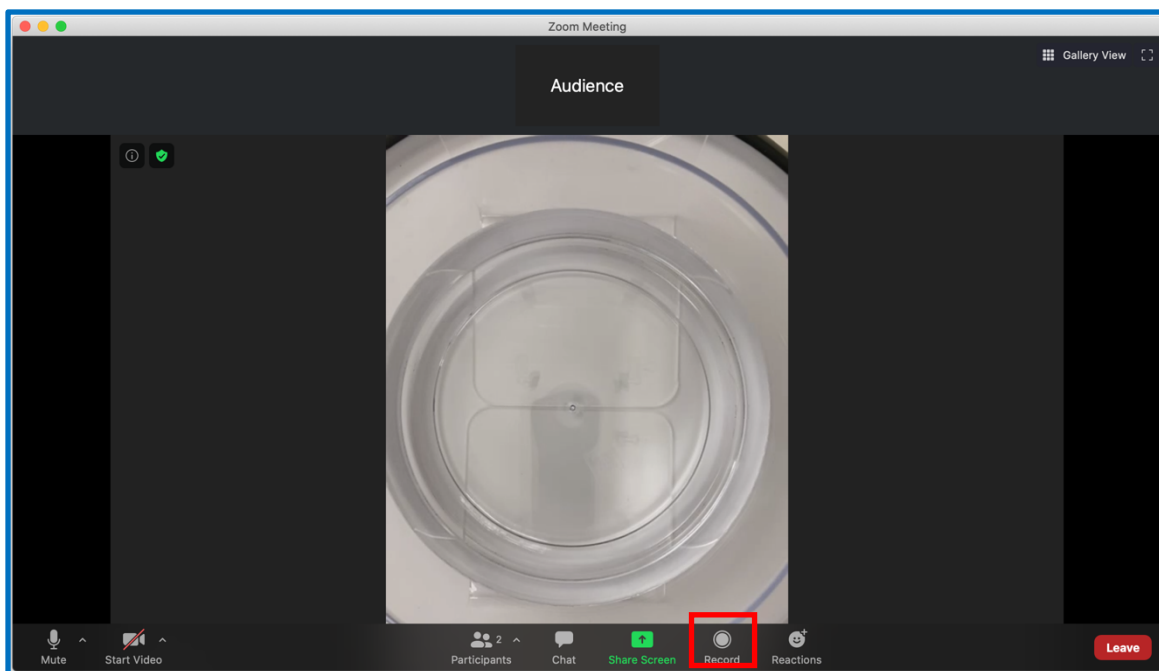 Zoom Meeting
Gallery View
Audience
2
Mute
Start Video
Participants
Chat
Share Screen
Record
Reactions
Leave